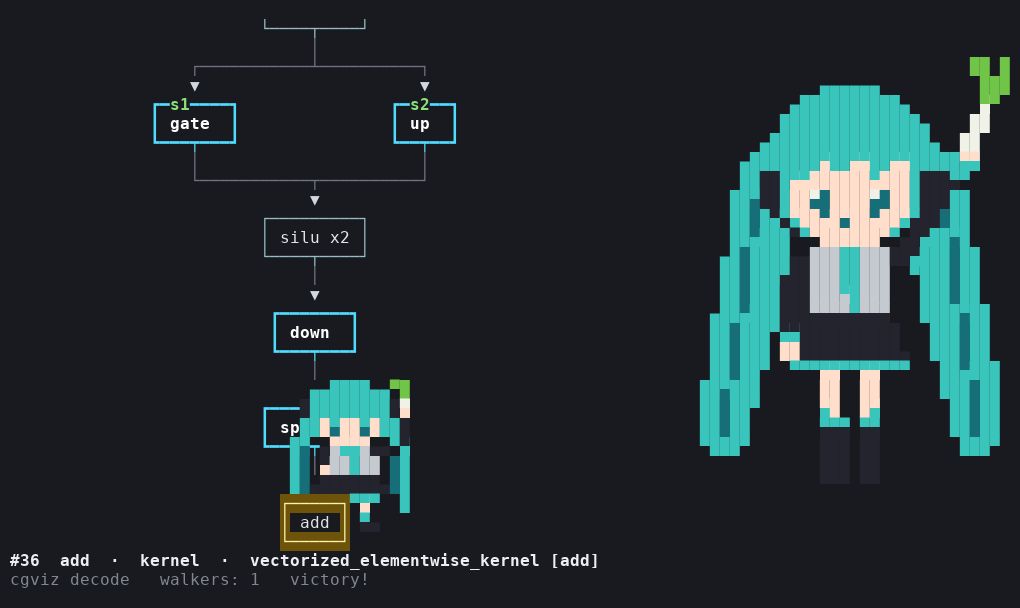 s1 s2
gate up
silu x2
down
sp
add
#36 add · kernel · vectorized_elementwise_kernel [add]
cgviz decode walkers: 1 victory!